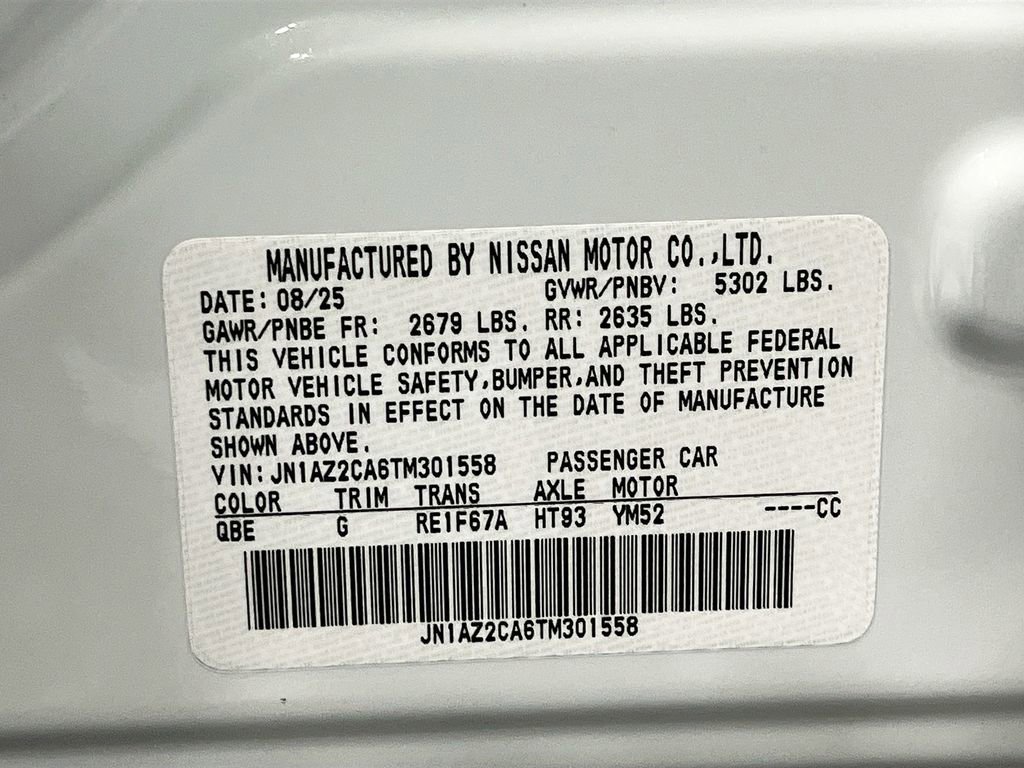 MANUFACTURED BY NISSAN MOTOR CO.,LTD.
DATE: 08/25 GVWR/PNBV: 5302 LBS.
GAWR/PNBE FR: 2679 LBS. RR: 2635 LBS.
THIS VEHICLE CONFORMS TO ALL APPLICABLE FEDERAL
MOTOR VEHICLE SAFETY,BUMPER,AND THEFT PREVENTION
STANDARDS IN EFFECT ON THE DATE OF MANUFACTURE
SHOWN ABOVE.
VIN:JN1AZ2CA6TM301558 PASSENGER CAR
COLOR TRIM TRANS AXLE MOTOR
QBE G RE1F67A HT93 YM52 ----CC
JN1AZ2CA6TM301558